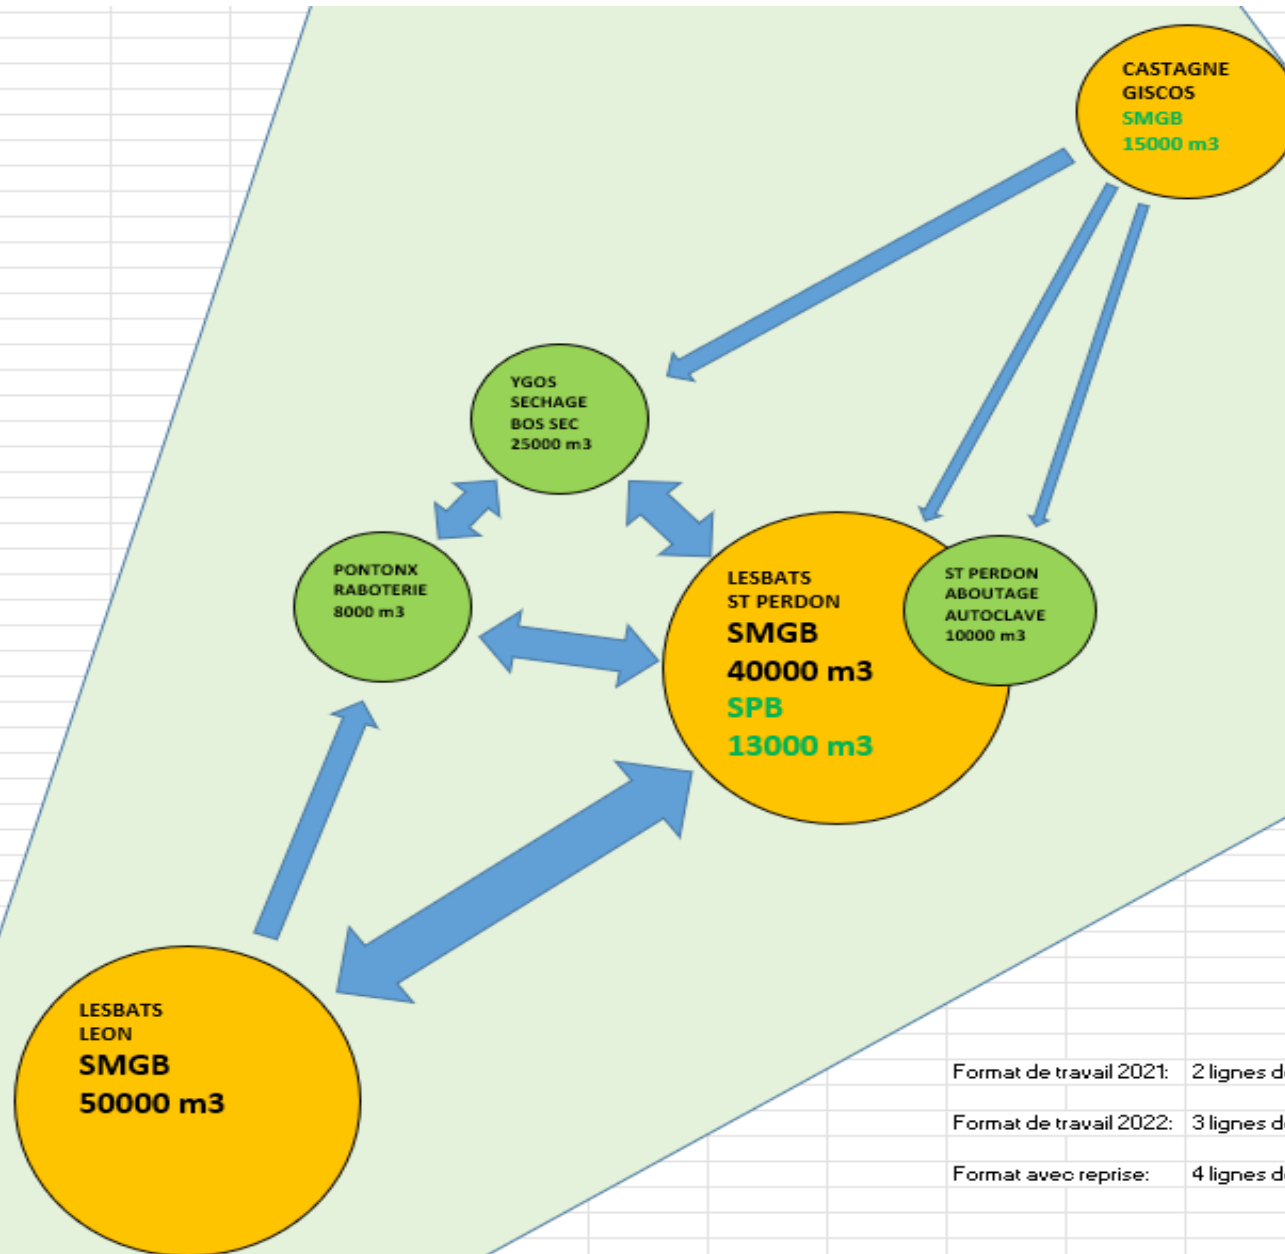 CASTAGNE
GISCOS
SMGB
15000 m3
YGOS
SECHAGE
BOS SEC
25000 m3
PONTONX
RABOTERIE
8000 m3
LESBATS
ST PERDON
SMGB
40000 m3
SPB
13000 m3
ST PERDON
ABOUTAGE
AUTOCLAVE
10000 m3
LESBATS
LEON
SMGB
50000 m3
Format de travail 2021: 2 lignes
Format de travail 2022: 3 lignes
Format avec reprise: 4 lignes